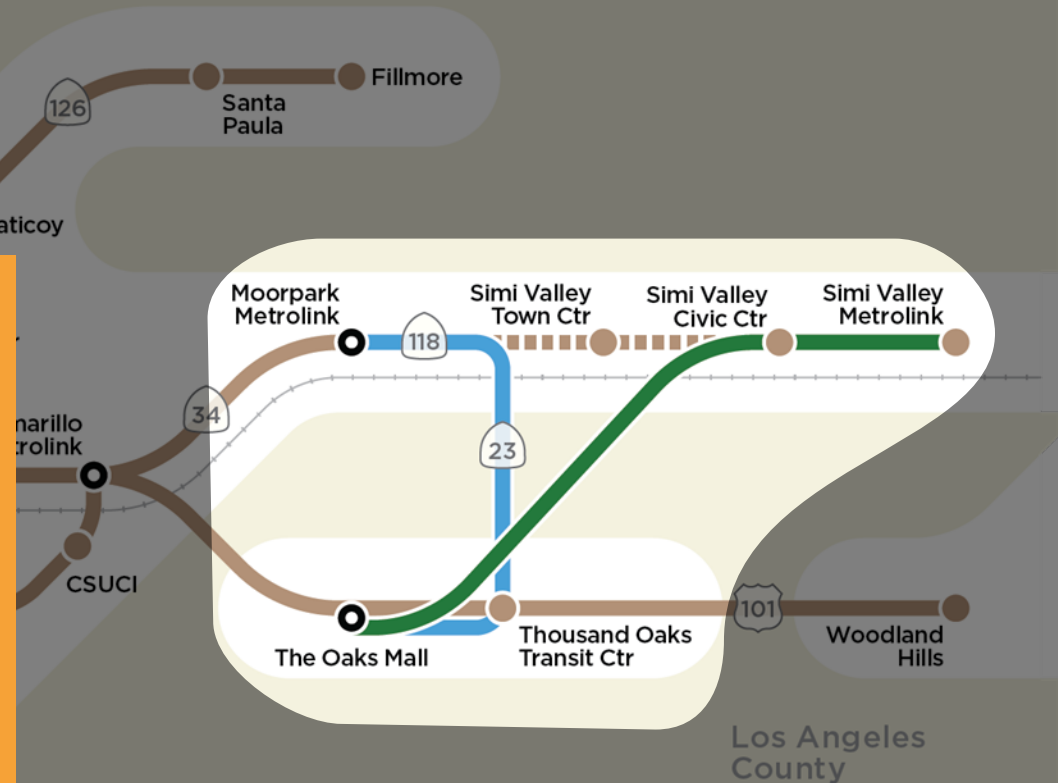 126
Fillmore
Santa
Paula
aticoy
Moorpark
Metrolink
Simi Valley
Town Ctr
Simi Valley
Civic Ctr
Simi Valley
Metrolink
118
34
marillo
trolink
23
CSUCI
101
The Oaks Mall
Thousand Oaks
Transit Ctr
Woodland
Hills
Los Angeles
County